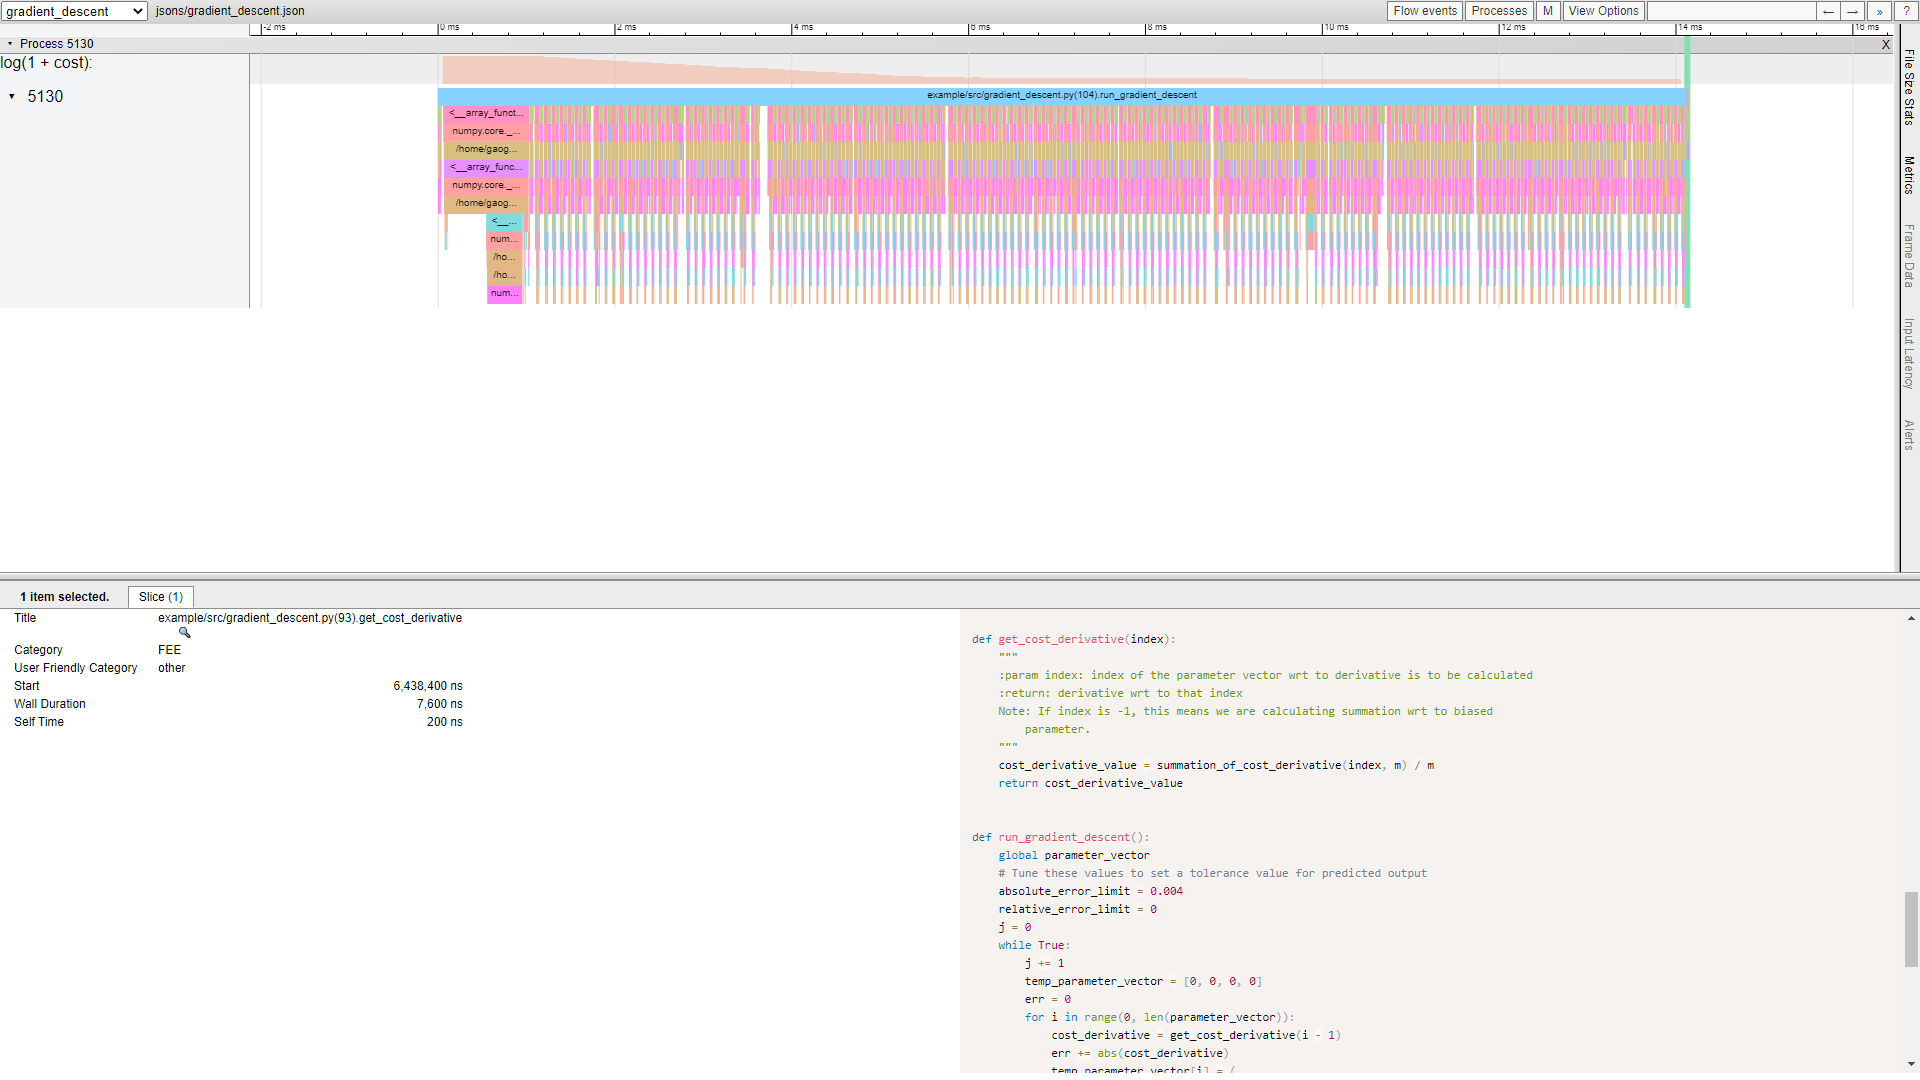 gradient_descent
jsons/gradient_descent.json
Flow events
Processes
M
View Options
←
→
»
?
-2 ms
0 ms
2 ms
4 ms
6 ms
8 ms
10 ms
12 ms
14 ms
16 ms
Process 5130
X
log(1 + cost):
5130
example/src/gradient_descent.py(104).run_gradient_descent
<__array_funct...
numpy.core._...
/home/gaog...
<__array_func...
numpy.core._...
/home/gaog...
<__...
num...
/ho...
/ho...
num...
File Size Stats
Metrics
Frame Data
Input Latency
Alerts
1 item selected.
Slice (1)
Title example/src/gradient_descent.py(93).get_cost_derivative
Category FEE
User Friendly Category other
Start 6,438,400 ns
Wall Duration 7,600 ns
Self Time 200 ns
def get_cost_derivative(index):
"""
:param index: index of the parameter vector wrt to derivative is to be calculated
:return: derivative wrt to that index
Note: If index is -1, this means we are calculating summation wrt to biased
parameter.
"""
cost_derivative_value = summation_of_cost_derivative(index, m) / m
return cost_derivative_value
def run_gradient_descent():
global parameter_vector
# Tune these values to set a tolerance value for predicted output
absolute_error_limit = 0.004
relative_error_limit = 0
j = 0
while True:
j += 1
temp_parameter_vector = [0, 0, 0, 0]
err = 0
for i in range(0, len(parameter_vector)):
cost_derivative = get_cost_derivative(i - 1)
err += abs(cost_derivative)
temp_parameter_vector[i] = (